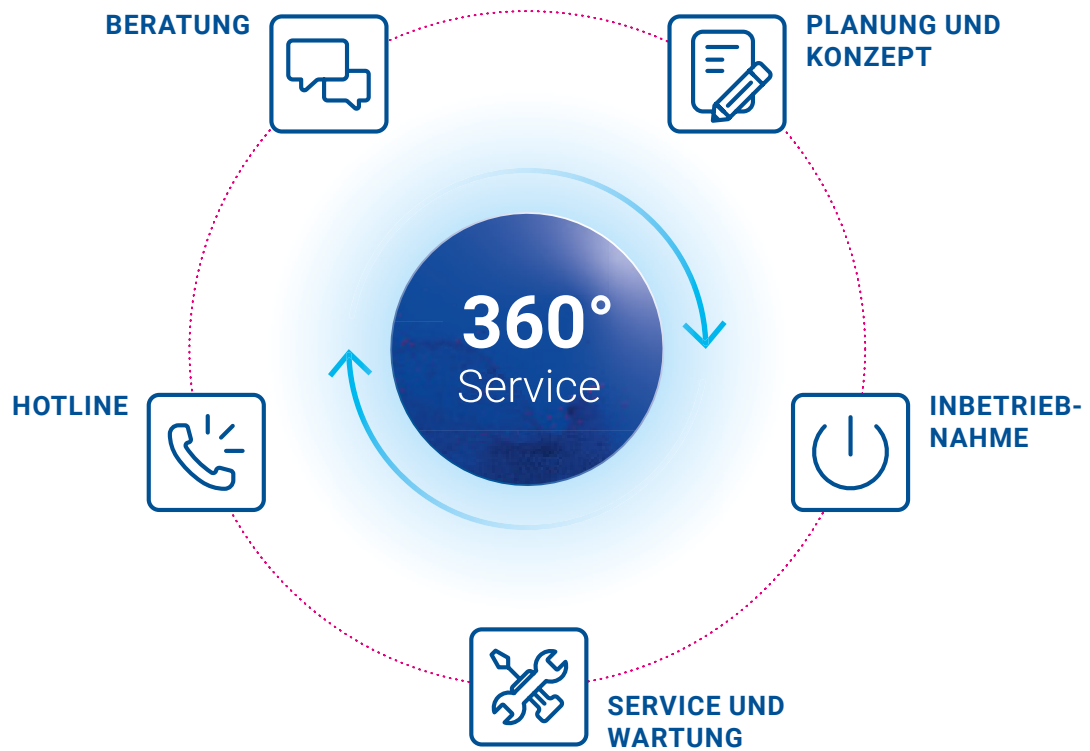 BERATUNG
PLANUNG UND
KONZEPT
360°
Service
HOTLINE
INBETRIEB-
NAHME
SERVICE UND
WARTUNG